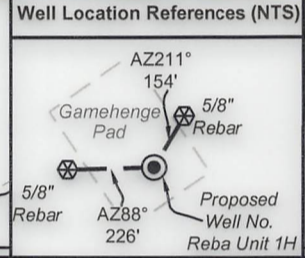 Well Location References (NTS)
AZ211°
154'
Gamehenge
Pad
5/8"
Rebar
5/8"
Rebar
AZ88°
226'
Proposed
Well No.
Reba Unit 1H